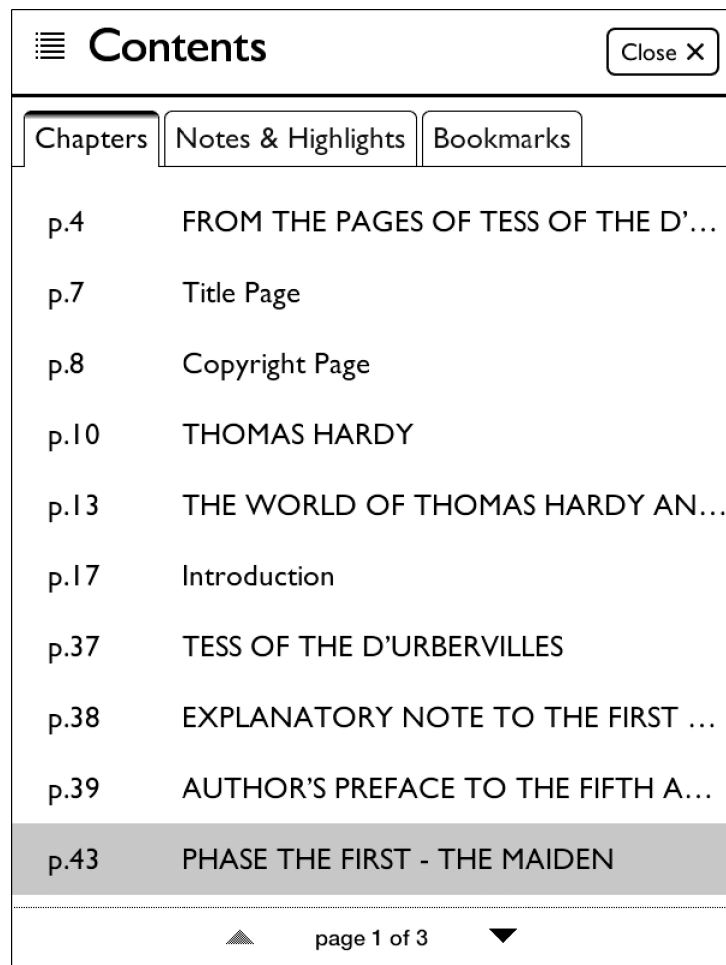 Contents
Close ✕
Chapters Notes & Highlights Bookmarks
p.4 FROM THE PAGES OF TESS OF THE D’…
p.7 Title Page
p.8 Copyright Page
p.10 THOMAS HARDY
p.13 THE WORLD OF THOMAS HARDY AN…
p.17 Introduction
p.37 TESS OF THE D’URBERVILLES
p.38 EXPLANATORY NOTE TO THE FIRST …
p.39 AUTHOR’S PREFACE TO THE FIFTH A…
p.43 PHASE THE FIRST - THE MAIDEN
page 1 of 3